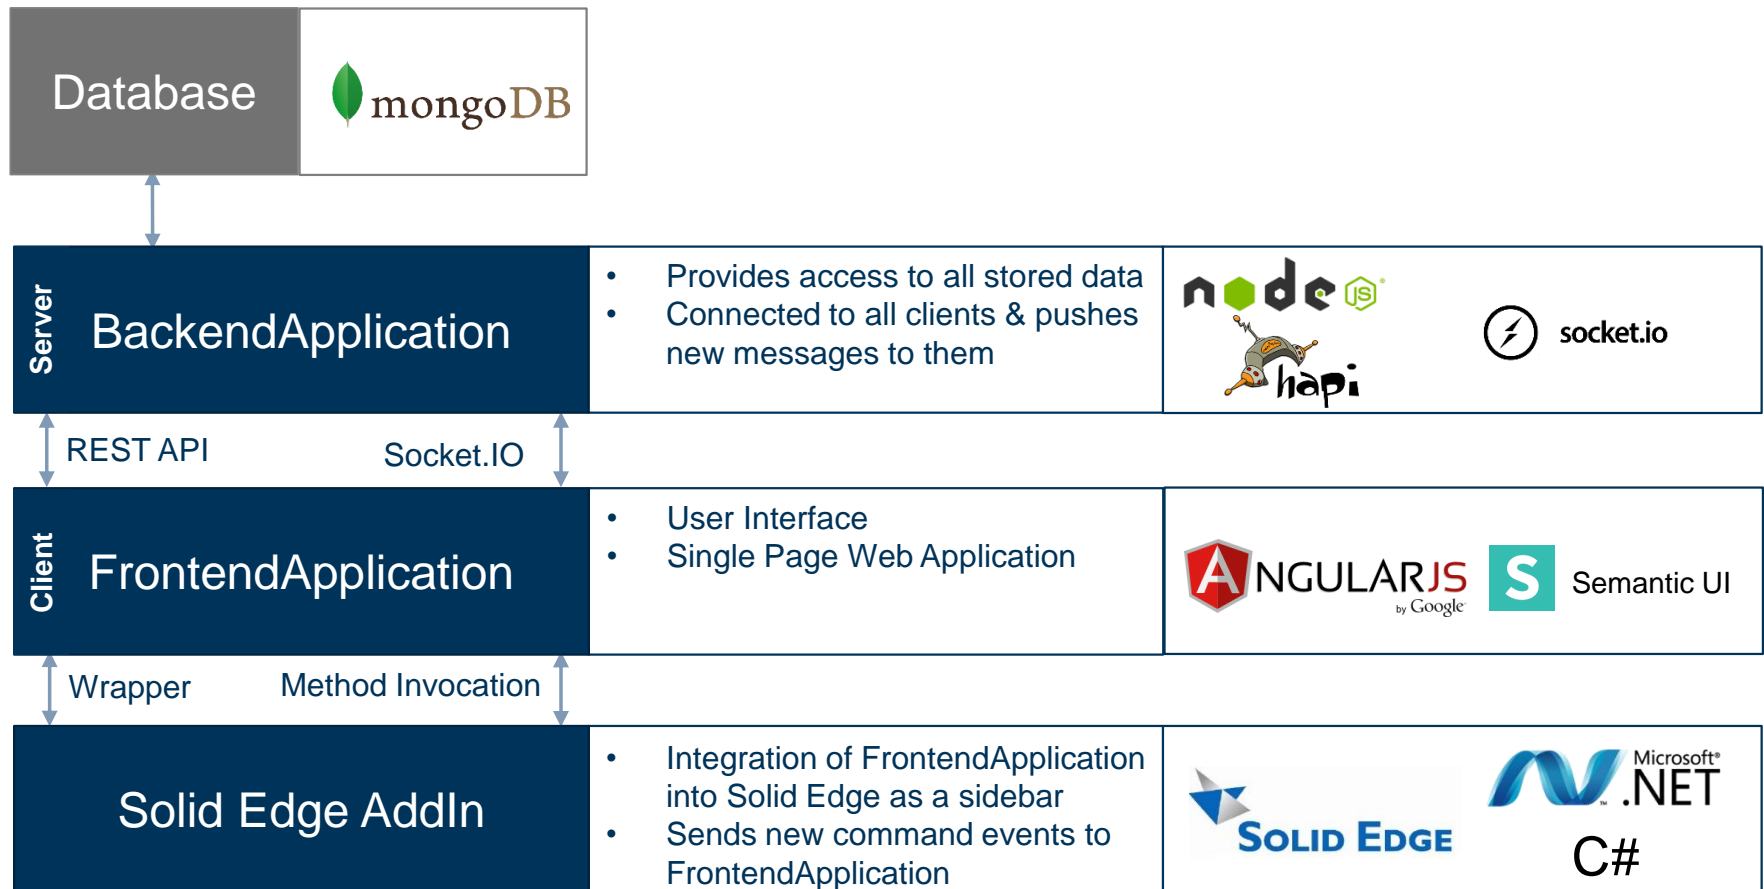 Database
mongoDB
Server
BackendApplication
• Provides access to all stored data
• Connected to all clients & pushes
new messages to them
node JS®
hapi
socket.io
REST API
Socket.IO
Client
FrontendApplication
• User Interface
• Single Page Web Application
ANGULARJS
by Google
S
Semantic UI
Wrapper
Method Invocation
Solid Edge AddIn
• Integration of FrontendApplication
into Solid Edge as a sidebar
• Sends new command events to
FrontendApplication
SOLID EDGE
Microsoft®
.NET
™
C#